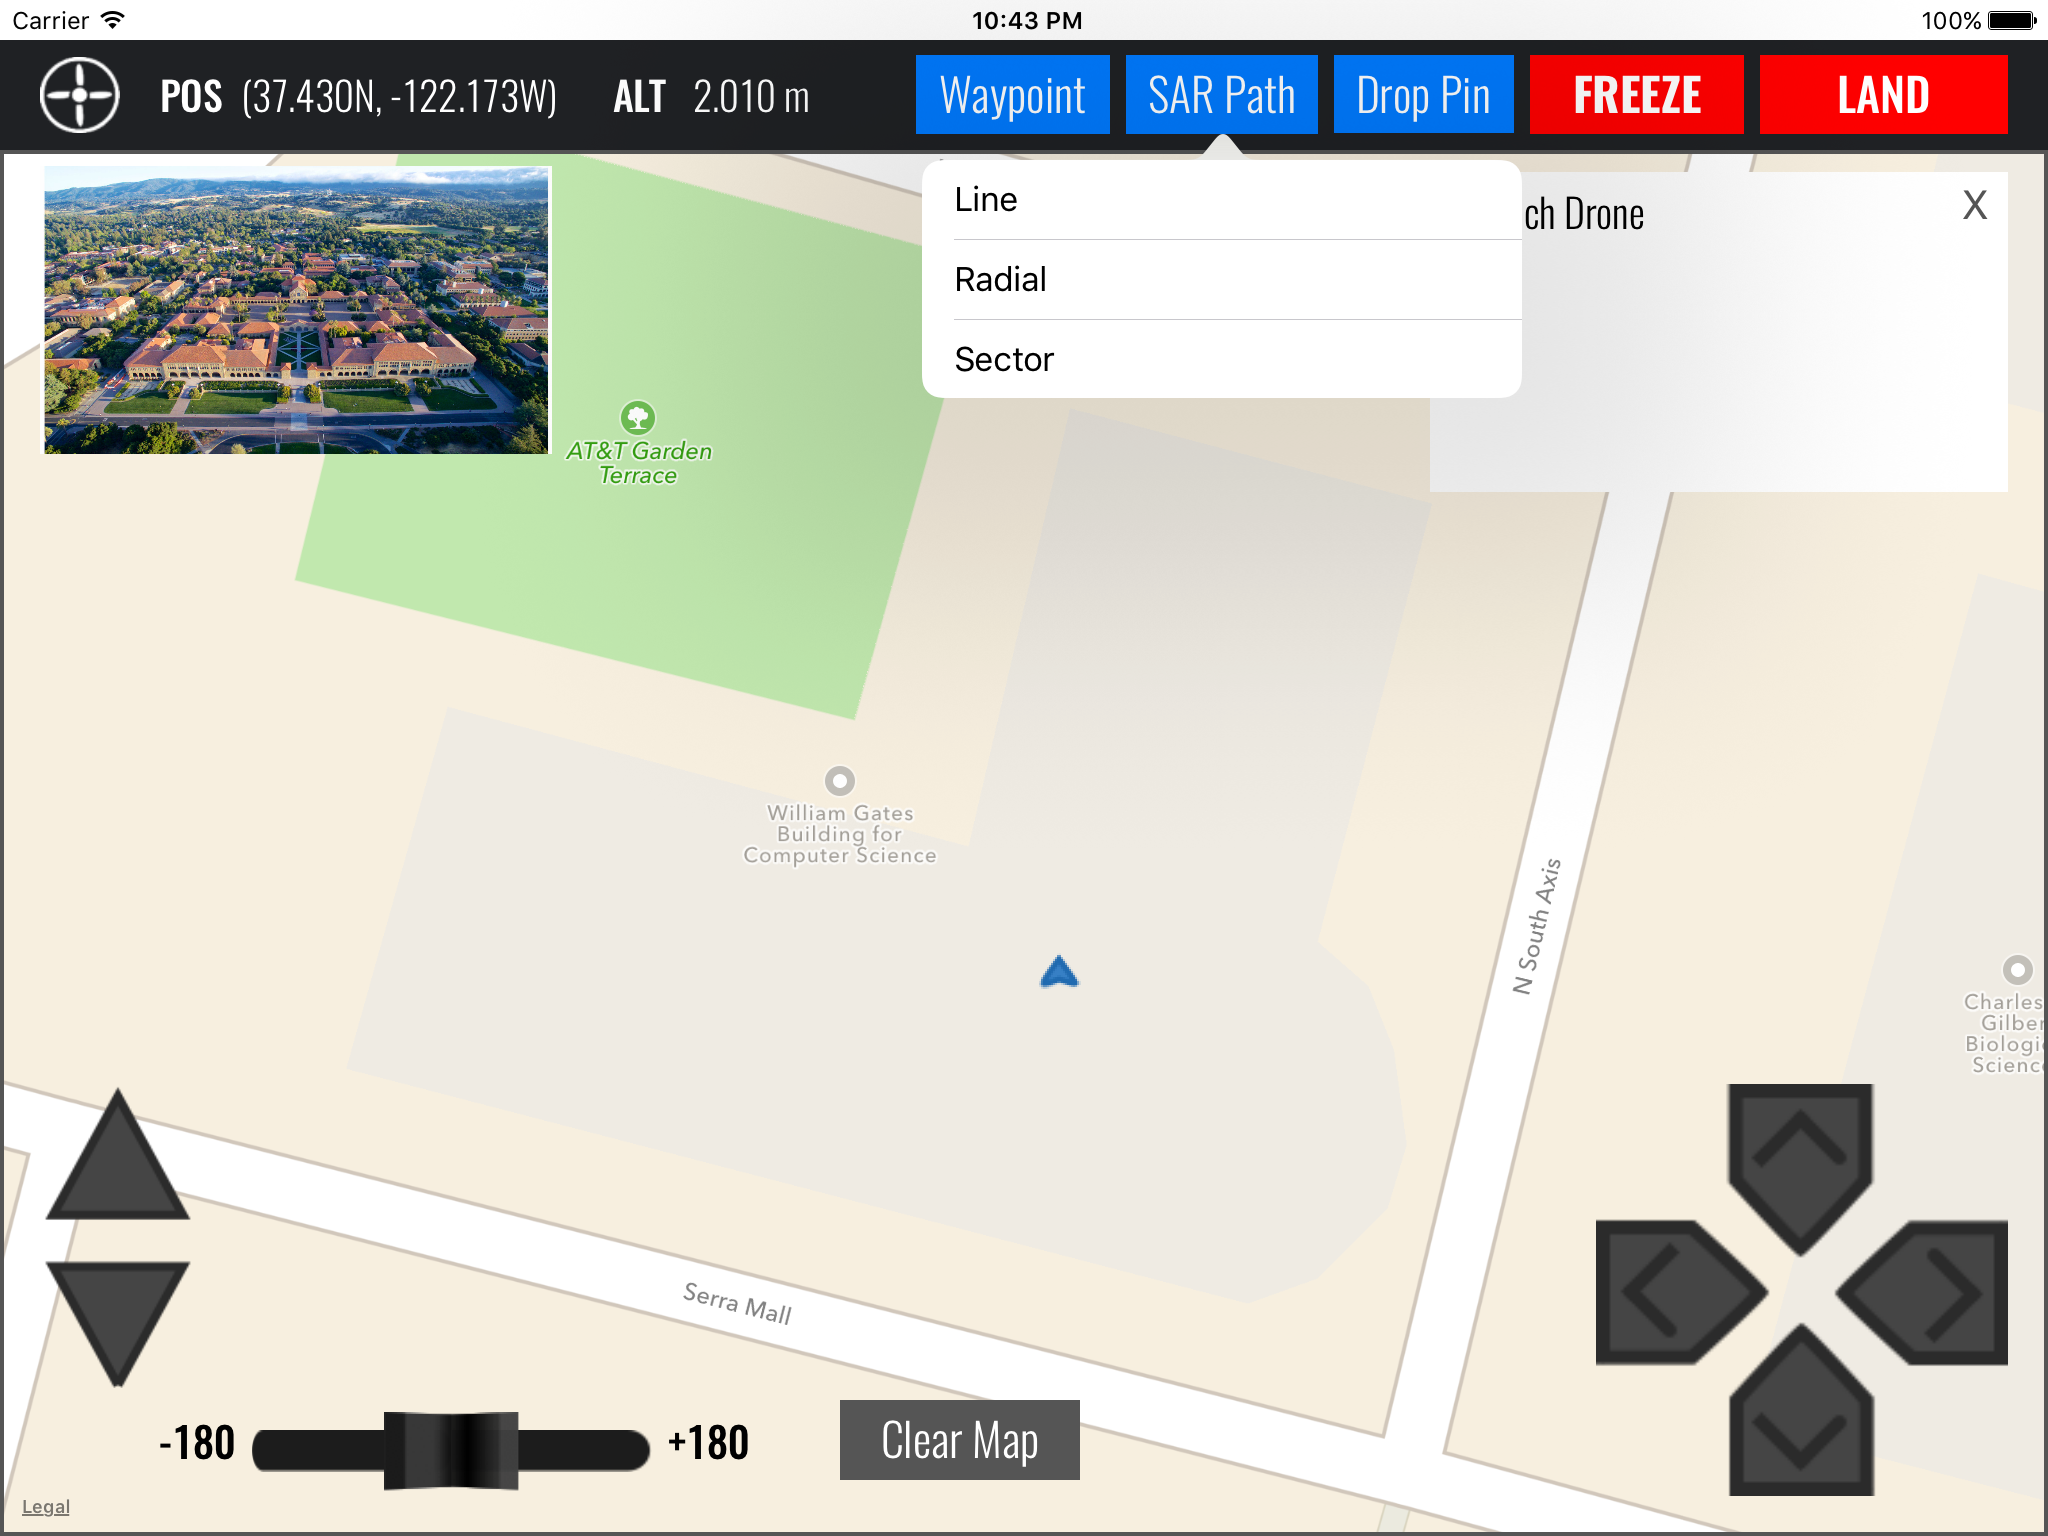 Carrier
10:43 PM
100%
POS (37.430N, -122.173W) ALT 2.010 m
Waypoint
SAR Path
Drop Pin
FREEZE
LAND
Line
Radial
Sector
ch Drone
X
AT&T Garden
Terrace
William Gates
Building for
Computer Science
N South Axis
Charles
Gilber
Biologi
Scienc
Serra Mall
-180
+180
Clear Map
Legal